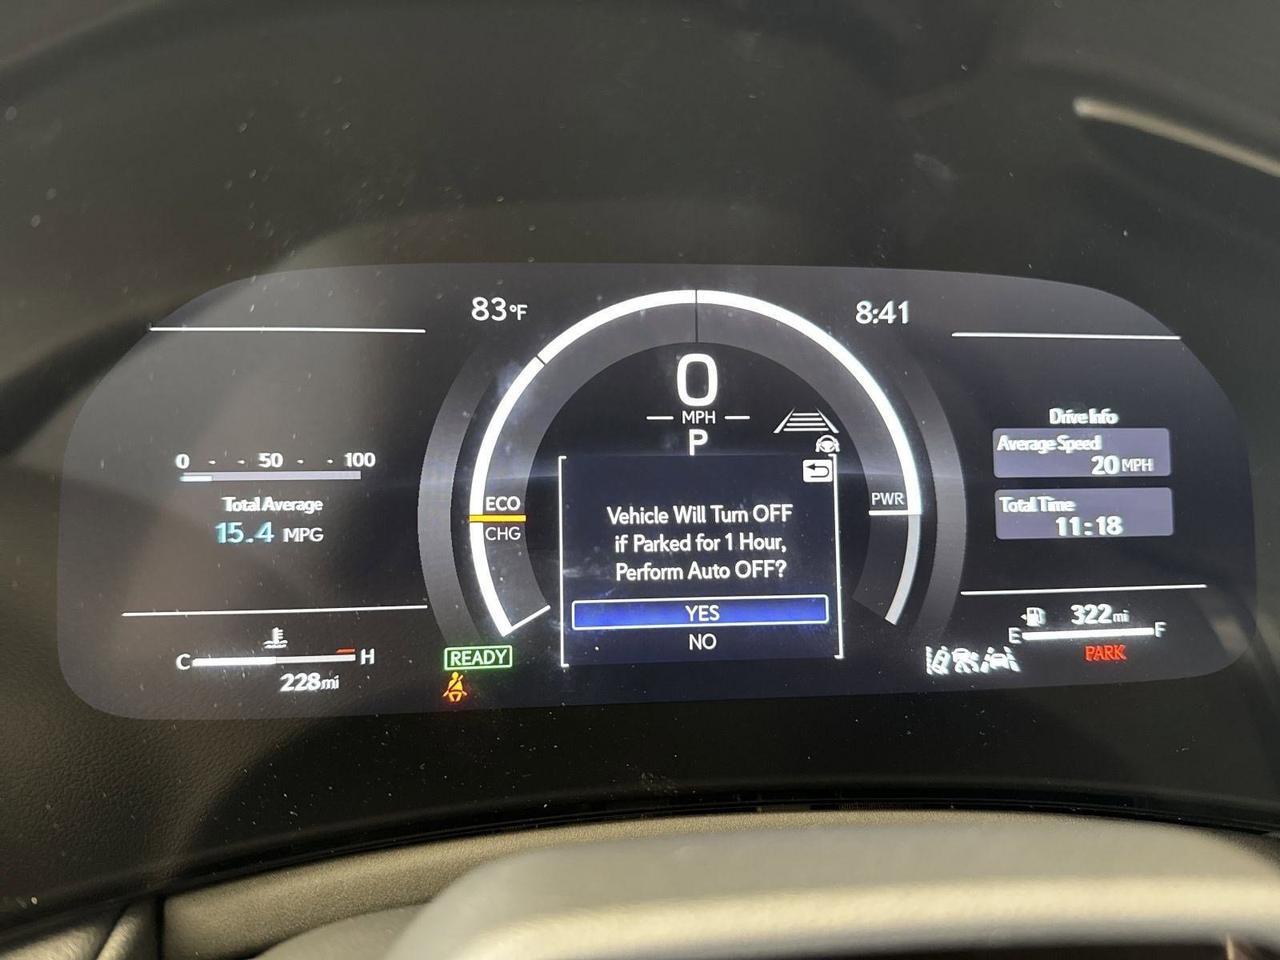 83°F
8:41
0
MPH
P
0 - - 50 - - 100
Total Average
15.4 MPG
ECO
CHG
PWR
Vehicle Will Turn OFF
if Parked for 1 Hour,
Perform Auto OFF?
YES
NO
Drive Info
Average Speed
20 MPH
Total Time
11:18
C H
228mi
READY
322mi
E F
PARK